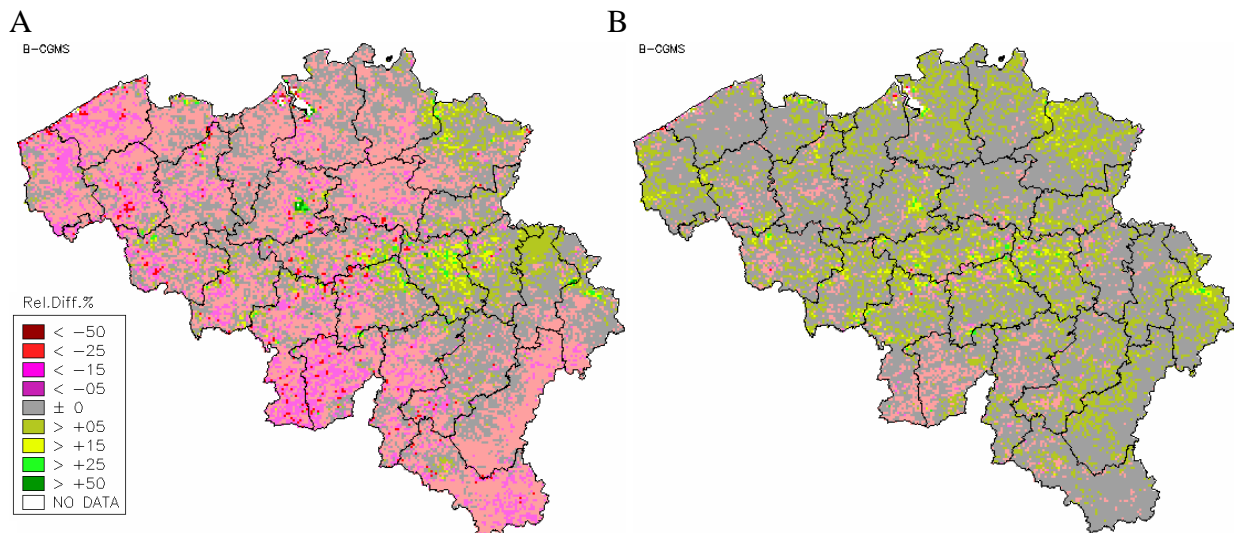 A
B
B-CGMS
B-CGMS
Rel.Diff.%
< -50
< -25
< -15
< -05
± 0
> +05
> +15
> +25
> +50
NO DATA